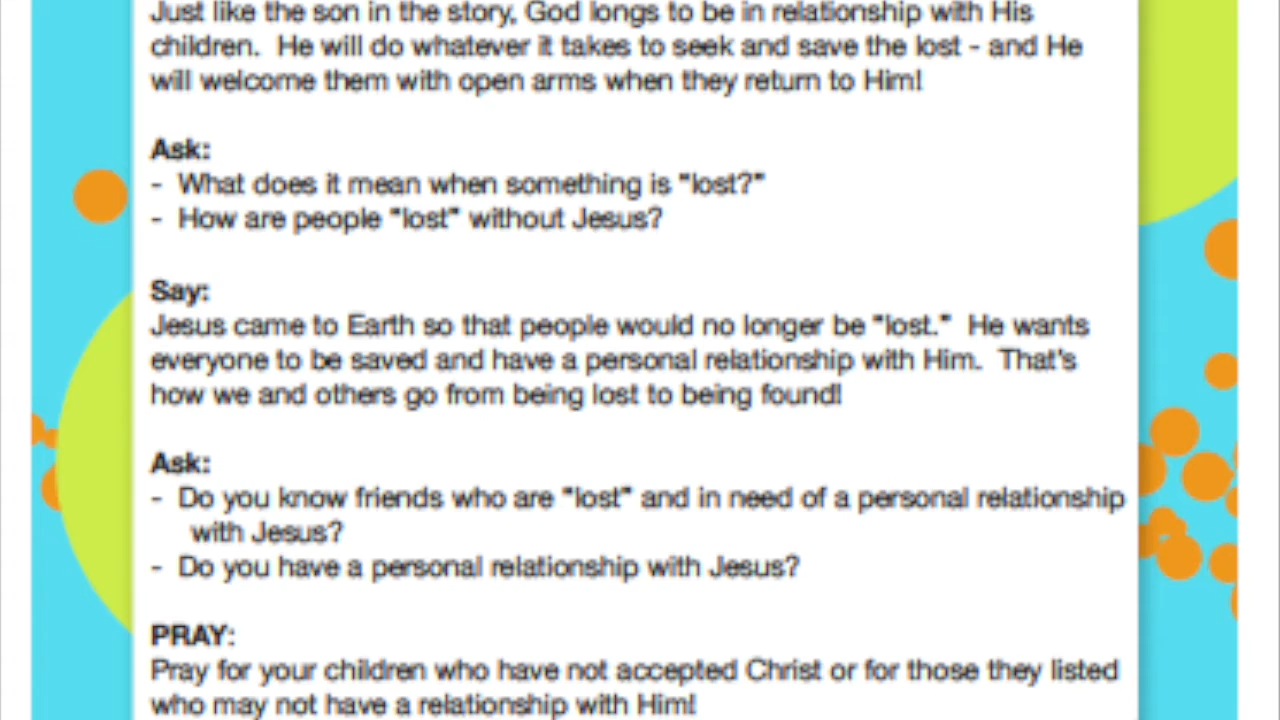 Just like the son in the story, God longs to be in relationship with His
children.  He will do whatever it takes to seek and save the lost - and He
will welcome them with open arms when they return to Him!
Ask:
-  What does it mean when something is "lost?"
-  How are people "lost" without Jesus?
Say:
Jesus came to Earth so that people would no longer be "lost."  He wants
everyone to be saved and have a personal relationship with Him.  That's
how we and others go from being lost to being found!
Ask:
-  Do you know friends who are "lost" and in need of a personal relationship
with Jesus?
-  Do you have a personal relationship with Jesus?
PRAY:
Pray for your children who have not accepted Christ or for those they listed
who may not have a relationship with Him!